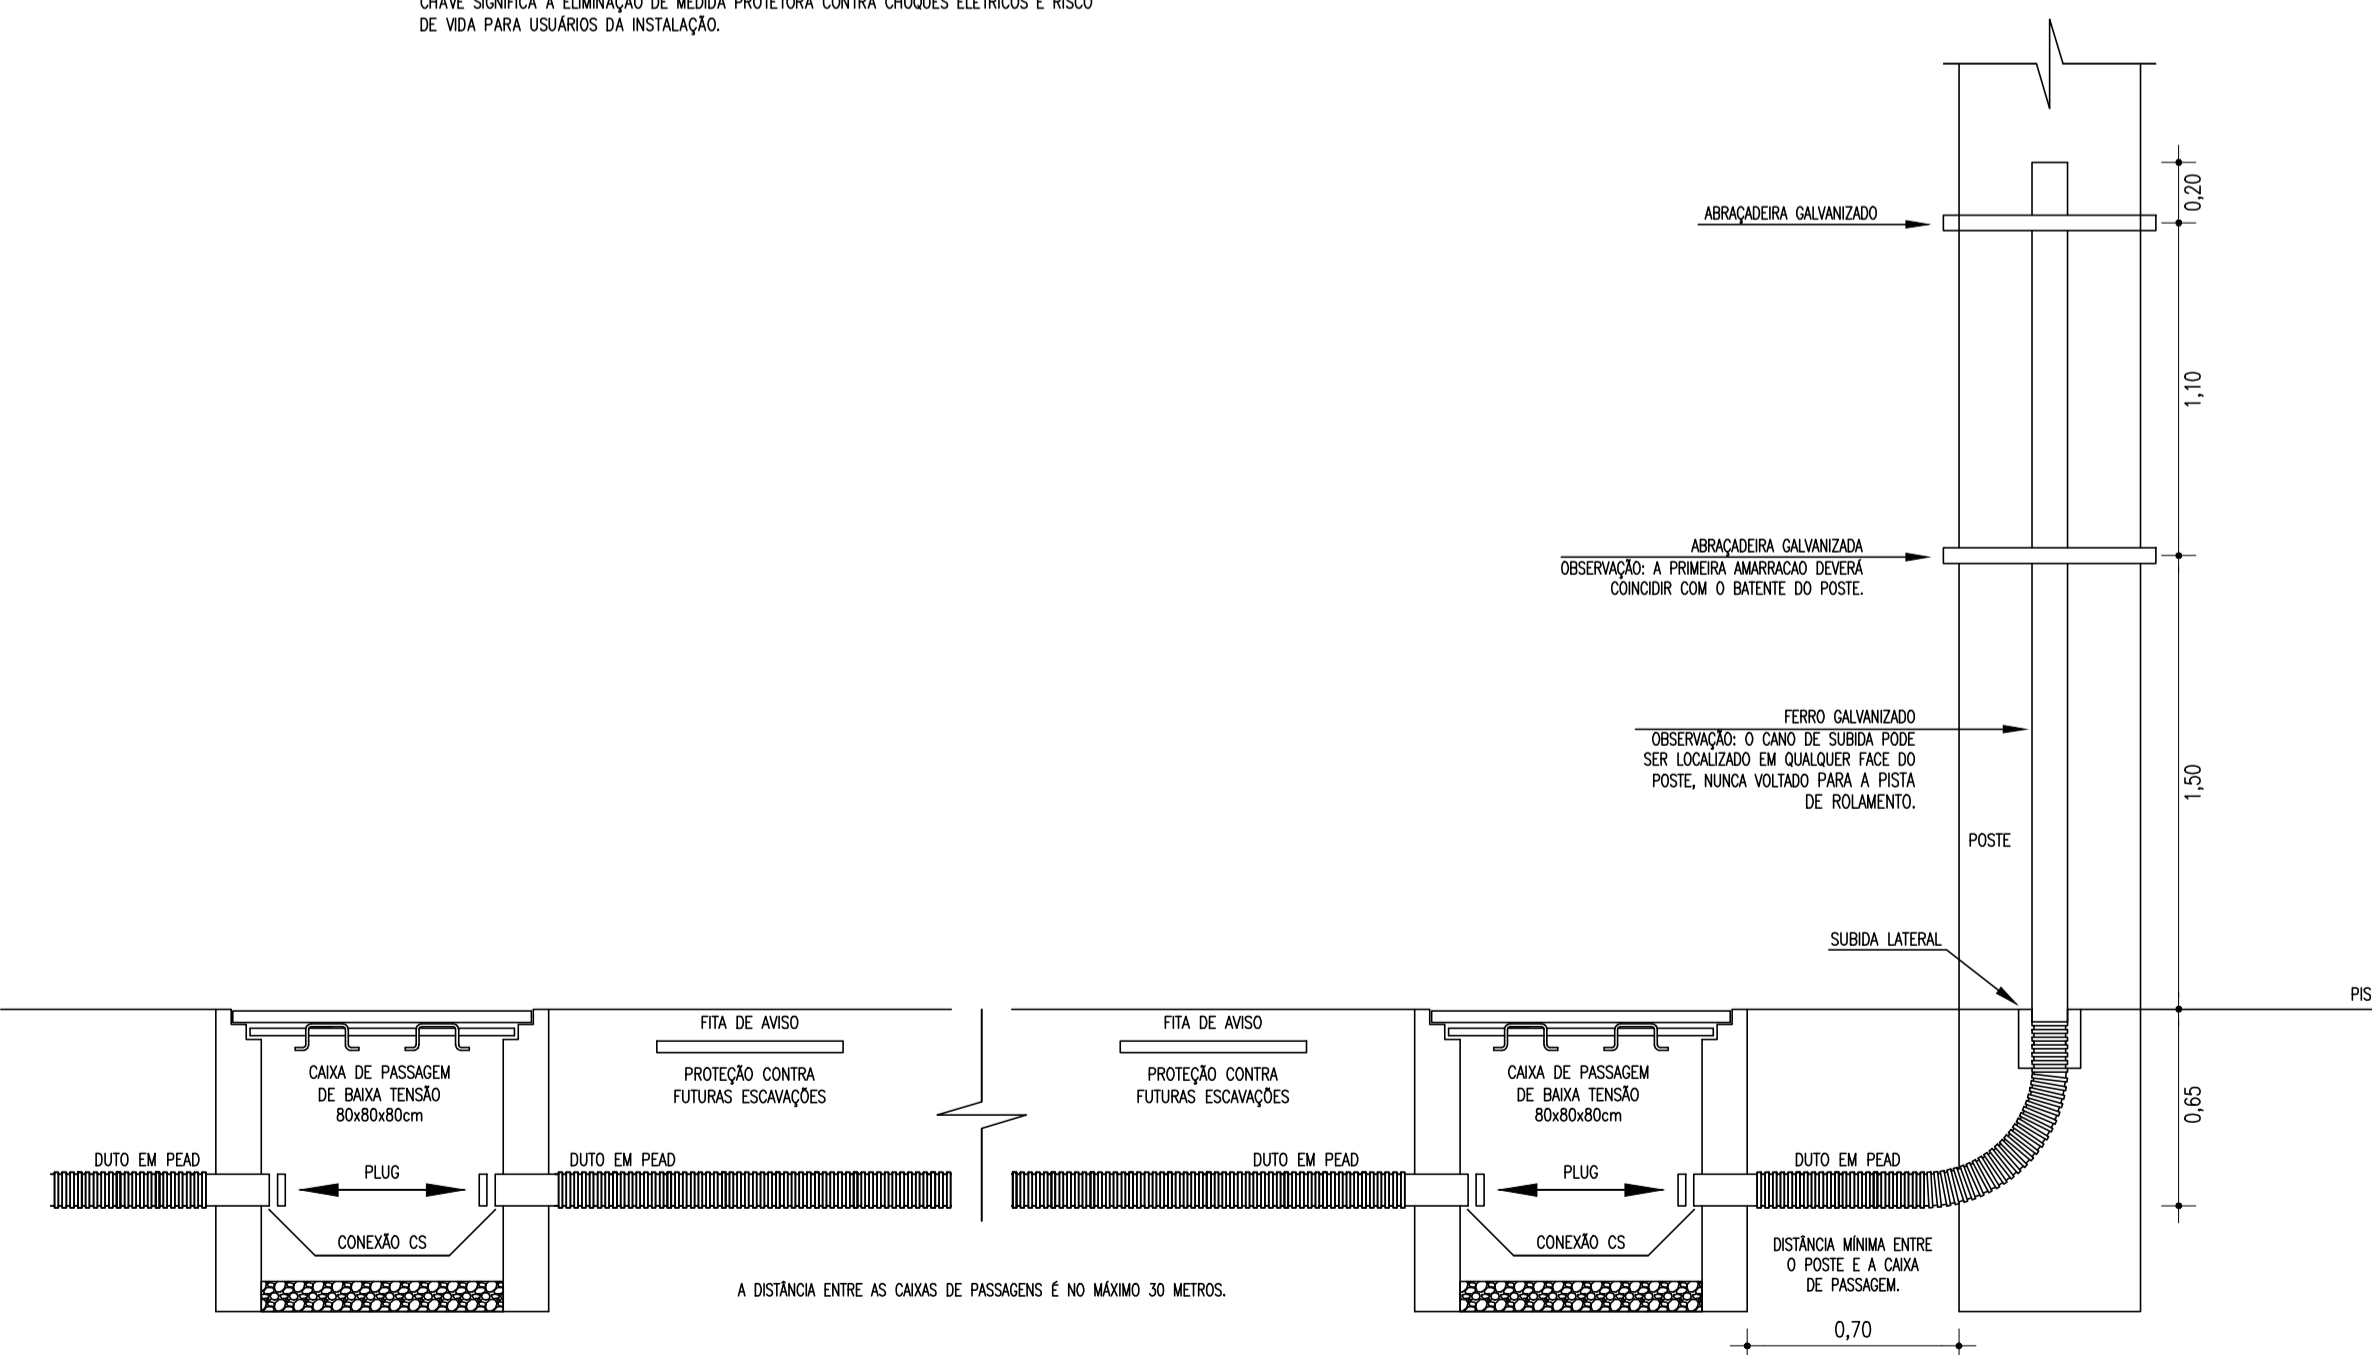 CHAVE SIGNIFICA A ELIMINAÇÃO DE MEDIDA PROTETORA CONTRA CHOQUES ELÉTRICOS E RISCO
DE VIDA PARA USUÁRIOS DA INSTALAÇÃO.
0,20
ABRAÇADEIRA GALVANIZADO
1,10
ABRAÇADEIRA GALVANIZADA
OBSERVAÇÃO: A PRIMEIRA AMARRACAO DEVERÁ
COINCIDIR COM O BATENTE DO POSTE.
FERRO GALVANIZADO
OBSERVAÇÃO: O CANO DE SUBIDA PODE
SER LOCALIZADO EM QUALQUER FACE DO
POSTE, NUNCA VOLTADO PARA A PISTA
DE ROLAMENTO.
1,50
POSTE
SUBIDA LATERAL
PIS
FITA DE AVISO
PROTEÇÃO CONTRA
FUTURAS ESCAVAÇÕES
FITA DE AVISO
PROTEÇÃO CONTRA
FUTURAS ESCAVAÇÕES
CAIXA DE PASSAGEM
DE BAIXA TENSÃO
80x80x80cm
CAIXA DE PASSAGEM
DE BAIXA TENSÃO
80x80x80cm
0,65
DUTO EM PEAD
PLUG
DUTO EM PEAD
DUTO EM PEAD
PLUG
DUTO EM PEAD
CONEXÃO CS
CONEXÃO CS
DISTÂNCIA MÍNIMA ENTRE
O POSTE E A CAIXA
DE PASSAGEM.
A DISTÂNCIA ENTRE AS CAIXAS DE PASSAGENS É NO MÁXIMO 30 METROS.
0,70